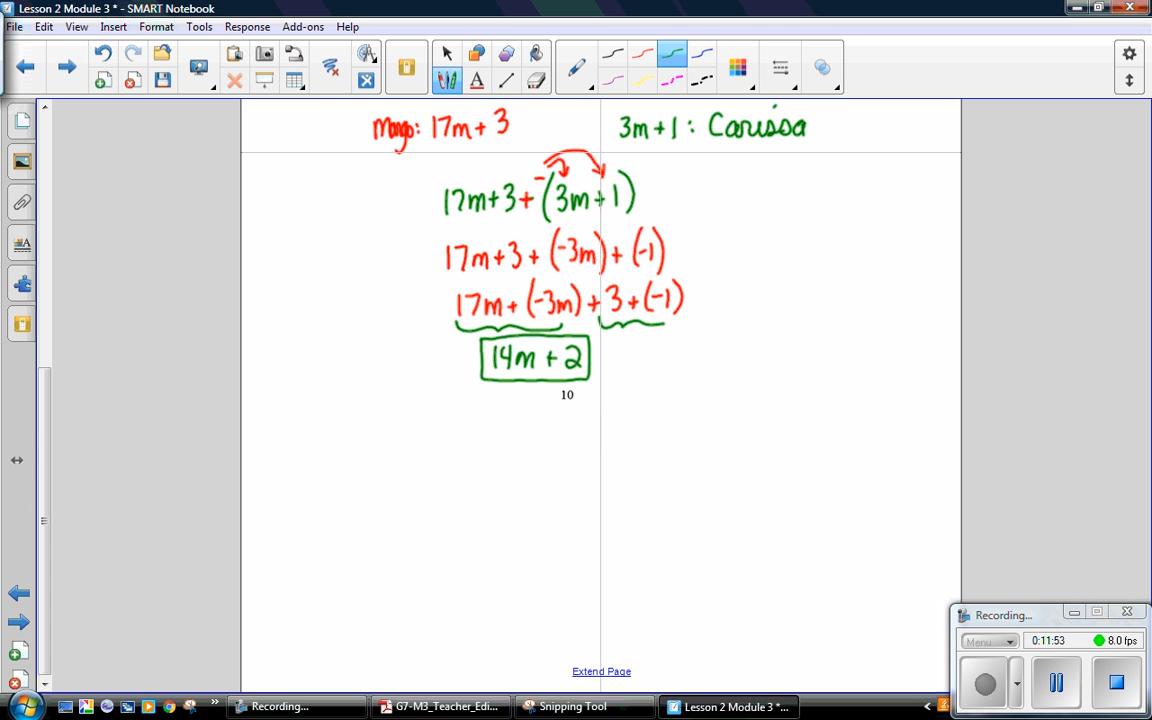 Lesson 2 Module 3 * - SMART Notebook
File Edit View Insert Format Tools Response Add-ons Help
Mango: 17m + 3
3m + 1 : Carissa
17m + 3 + -(3m + 1)
17m + 3 + (-3m) + (-1)
17m + (-3m) + 3 + (-1)
14m + 2
10
Extend Page
Recording...
Menu
0:11:53
8.0 fps
Recording...
G7-M3_Teacher_Edi...
Snipping Tool
Lesson 2 Module 3 *...